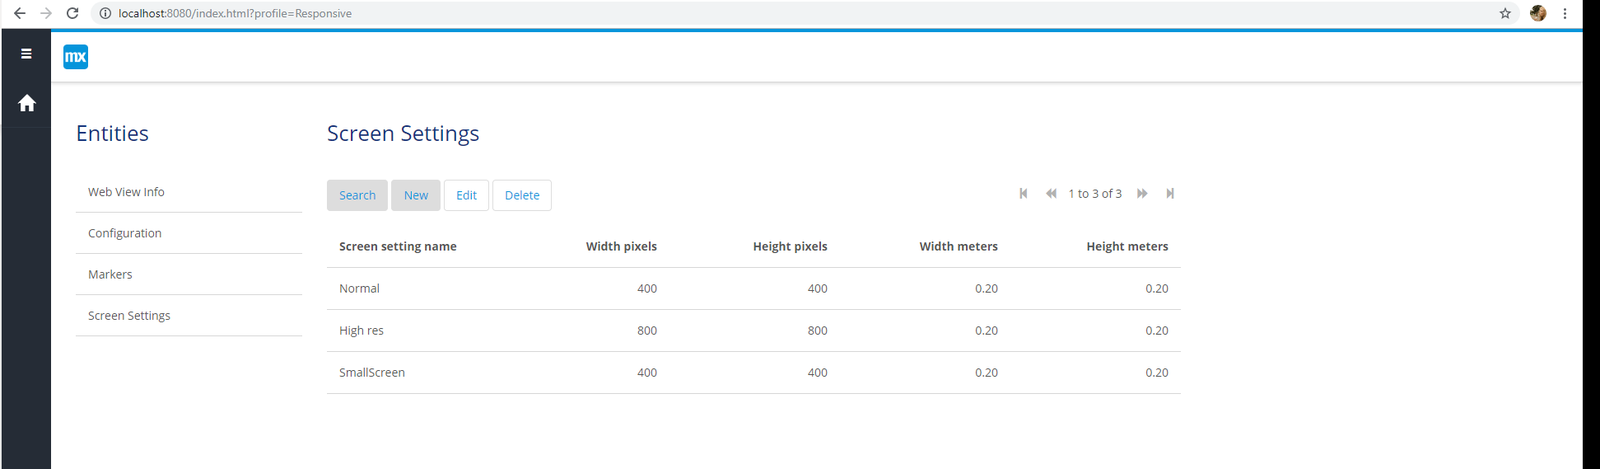 localhost:8080/index.html?profile=Responsive
mx
Entities
Web View Info
Configuration
Markers
Screen Settings
Screen Settings
Search New Edit Delete 1 to 3 of 3
Screen setting name Width pixels Height pixels Width meters Height meters
Normal 400 400 0.20 0.20
High res 800 800 0.20 0.20
SmallScreen 400 400 0.20 0.20